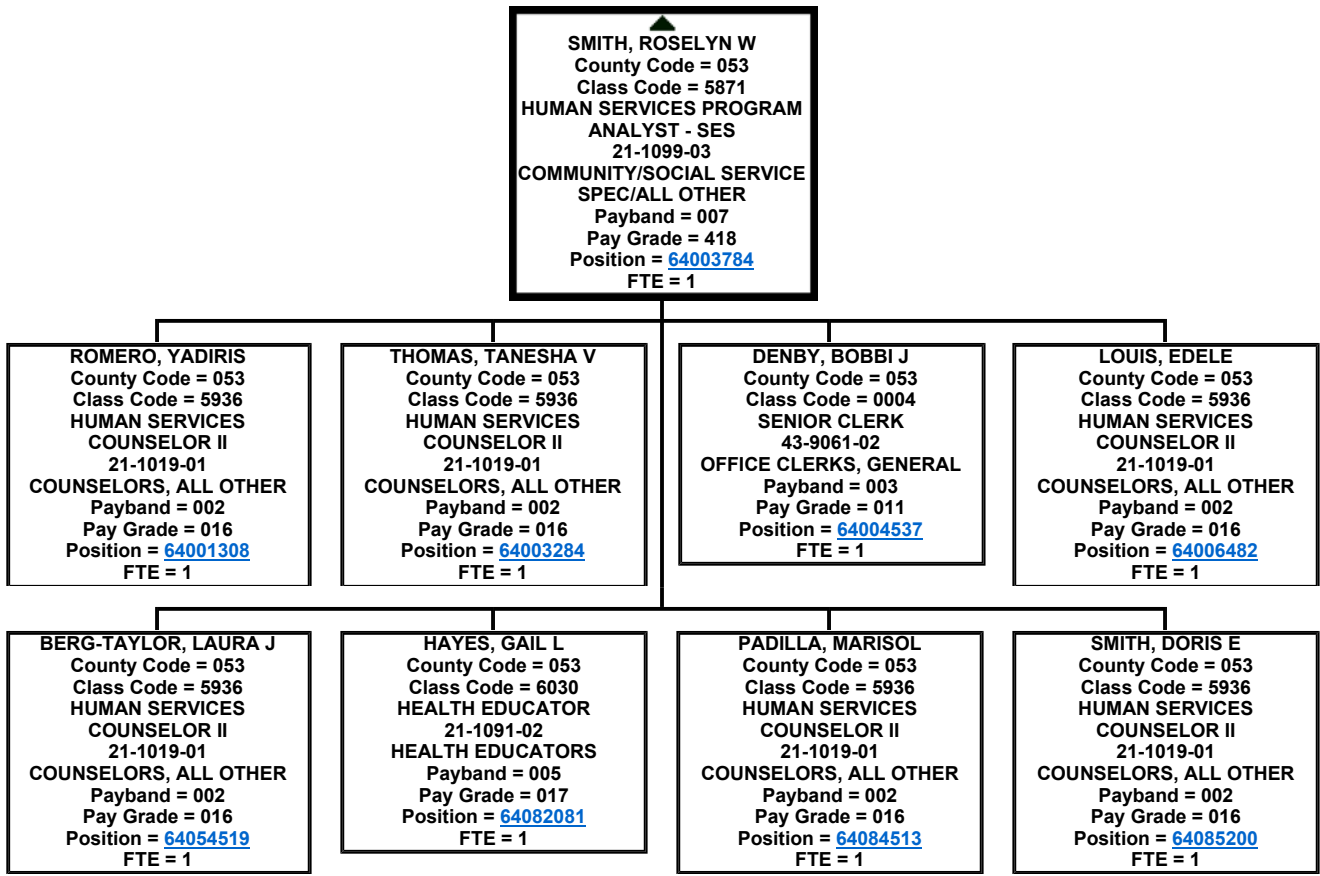 SMITH, ROSELYN W
County Code = 053
Class Code = 5871
HUMAN SERVICES PROGRAM
ANALYST - SES
21-1099-03
COMMUNITY/SOCIAL SERVICE
SPEC/ALL OTHER
Payband = 007
Pay Grade = 418
Position = 64003784
FTE = 1
ROMERO, YADIRIS
County Code = 053
Class Code = 5936
HUMAN SERVICES
COUNSELOR II
21-1019-01
COUNSELORS, ALL OTHER
Payband = 002
Pay Grade = 016
Position = 64001308
FTE = 1
THOMAS, TANESHA V
County Code = 053
Class Code = 5936
HUMAN SERVICES
COUNSELOR II
21-1019-01
COUNSELORS, ALL OTHER
Payband = 002
Pay Grade = 016
Position = 64003284
FTE = 1
DENBY, BOBBI J
County Code = 053
Class Code = 0004
SENIOR CLERK
43-9061-02
OFFICE CLERKS, GENERAL
Payband = 003
Pay Grade = 011
Position = 64004537
FTE = 1
LOUIS, EDELE
County Code = 053
Class Code = 5936
HUMAN SERVICES
COUNSELOR II
21-1019-01
COUNSELORS, ALL OTHER
Payband = 002
Pay Grade = 016
Position = 64006482
FTE = 1
BERG-TAYLOR, LAURA J
County Code = 053
Class Code = 5936
HUMAN SERVICES
COUNSELOR II
21-1019-01
COUNSELORS, ALL OTHER
Payband = 002
Pay Grade = 016
Position = 64054519
FTE = 1
HAYES, GAIL L
County Code = 053
Class Code = 6030
HEALTH EDUCATOR
21-1091-02
HEALTH EDUCATORS
Payband = 005
Pay Grade = 017
Position = 64082081
FTE = 1
PADILLA, MARISOL
County Code = 053
Class Code = 5936
HUMAN SERVICES
COUNSELOR II
21-1019-01
COUNSELORS, ALL OTHER
Payband = 002
Pay Grade = 016
Position = 64084513
FTE = 1
SMITH, DORIS E
County Code = 053
Class Code = 5936
HUMAN SERVICES
COUNSELOR II
21-1019-01
COUNSELORS, ALL OTHER
Payband = 002
Pay Grade = 016
Position = 64085200
FTE = 1